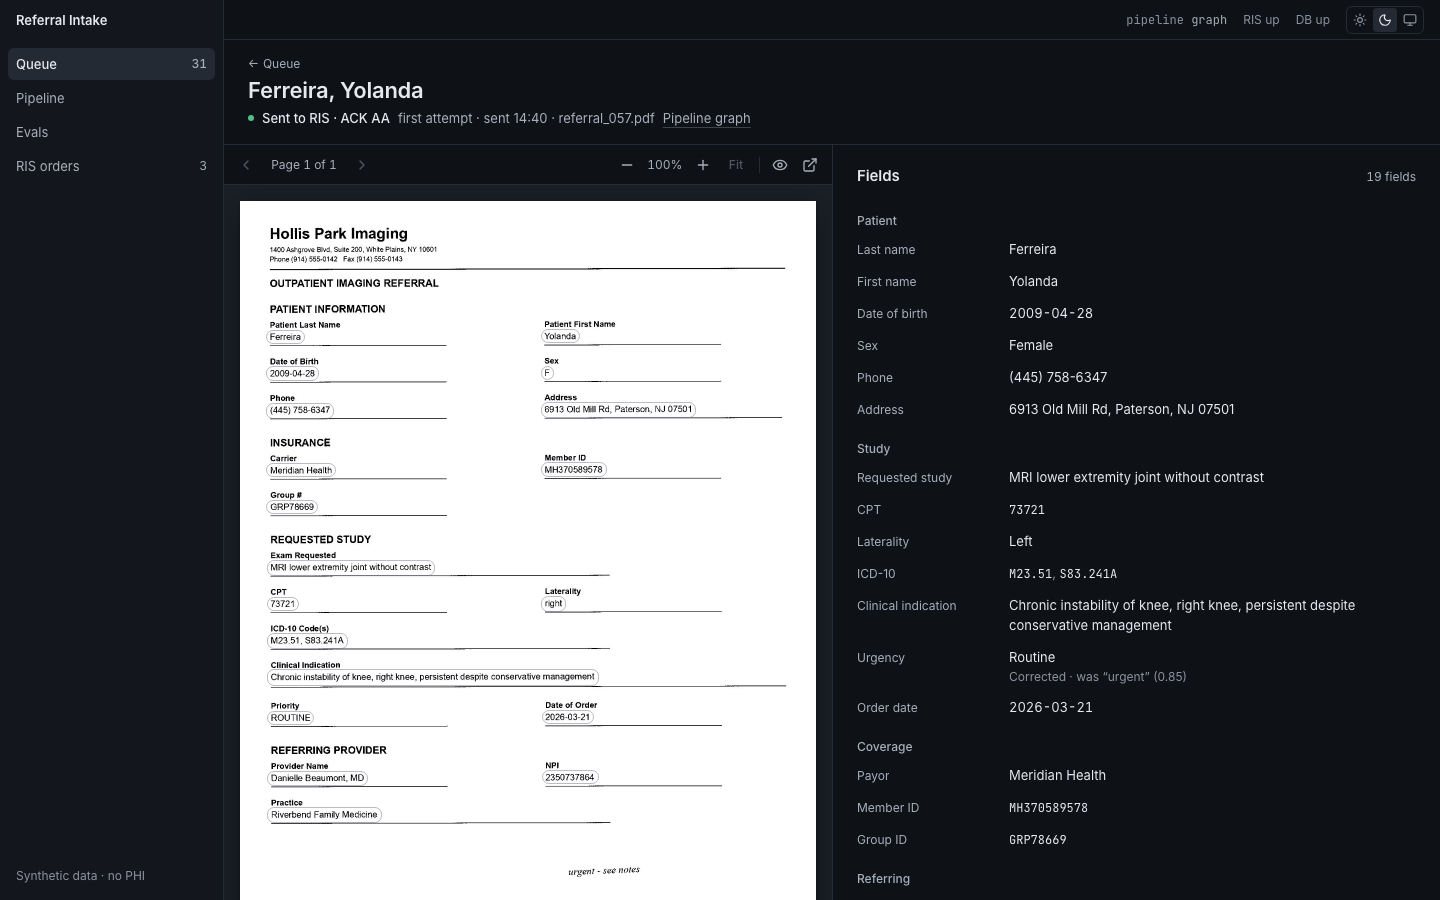 Referral Intake
pipeline graph RIS up DB up
Queue 31
Pipeline
Evals
RIS orders 3
Synthetic data · no PHI
← Queue
Ferreira, Yolanda
Sent to RIS · ACK AA first attempt · sent 14:40 · referral_057.pdf Pipeline graph
Page 1 of 1 100% Fit
Hollis Park Imaging
1400 Ashgrove Blvd, Suite 200, White Plains, NY 10601
Phone (914) 555-0142 Fax (914) 555-0143
OUTPATIENT IMAGING REFERRAL
PATIENT INFORMATION
Patient Last Name Patient First Name
Ferreira Yolanda
Date of Birth Sex
2009-04-28 F
Phone Address
(445) 758-6347 6913 Old Mill Rd, Paterson, NJ 07501
INSURANCE
Carrier Member ID
Meridian Health MH370589578
Group #
GRP78669
REQUESTED STUDY
Exam Requested
MRI lower extremity joint without contrast
CPT Laterality
73721 right
ICD-10 Code(s)
M23.51, S83.241A
Clinical Indication
Chronic instability of knee, right knee, persistent despite conservative management
Priority Date of Order
ROUTINE 2026-03-21
REFERRING PROVIDER
Provider Name NPI
Danielle Beaumont, MD 2350737864
Practice
Riverbend Family Medicine
urgent - see notes
Fields 19 fields
Patient
Last name Ferreira
First name Yolanda
Date of birth 2009-04-28
Sex Female
Phone (445) 758-6347
Address 6913 Old Mill Rd, Paterson, NJ 07501
Study
Requested study MRI lower extremity joint without contrast
CPT 73721
Laterality Left
ICD-10 M23.51, S83.241A
Clinical indication Chronic instability of knee, right knee, persistent despite
conservative management
Urgency Routine
Corrected · was “urgent” (0.85)
Order date 2026-03-21
Coverage
Payor Meridian Health
Member ID MH370589578
Group ID GRP78669
Referring